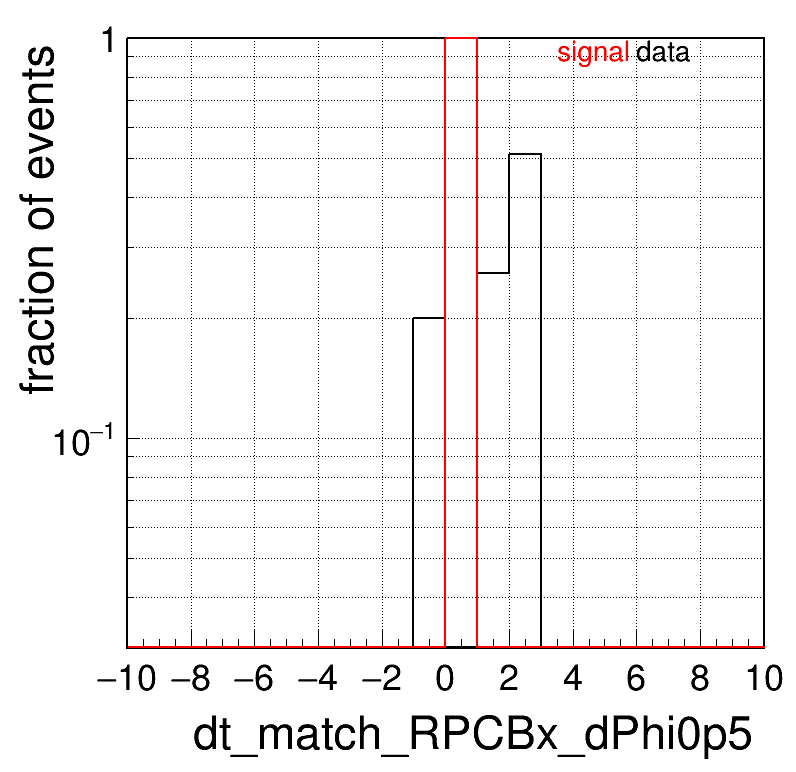 1
signal data
fraction of events
10⁻¹
−10 −8 −6 −4 −2 0 2 4 6 8 10
dt_match_RPCBx_dPhi0p5